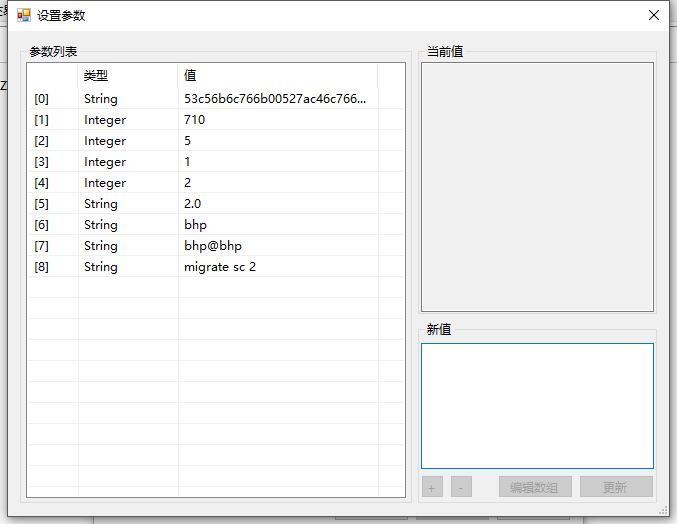 设置参数
参数列表
类型 值
[0] String 53c56b6c766b00527ac46c766...
[1] Integer 710
[2] Integer 5
[3] Integer 1
[4] Integer 2
[5] String 2.0
[6] String bhp
[7] String bhp@bhp
[8] String migrate sc 2
当前值
新值
+ - 编辑数组 更新